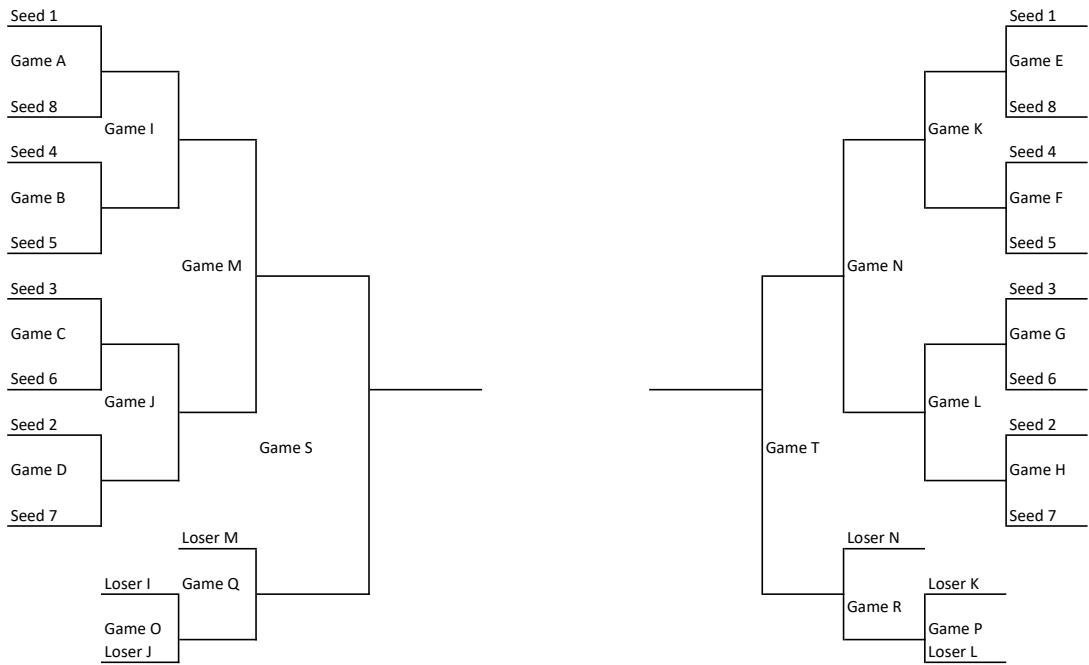 Seed 1
Game A
Seed 8
Game I
Seed 4
Game B
Seed 5
Game M
Seed 3
Game C
Seed 6
Game J
Seed 2
Game D
Seed 7
Game S
Loser M
Game Q
Loser I
Game O
Loser J
Seed 1
Game E
Seed 8
Game K
Seed 4
Game F
Seed 5
Game N
Seed 3
Game G
Seed 6
Game L
Seed 2
Game H
Seed 7
Game T
Loser N
Game R
Loser K
Game P
Loser L